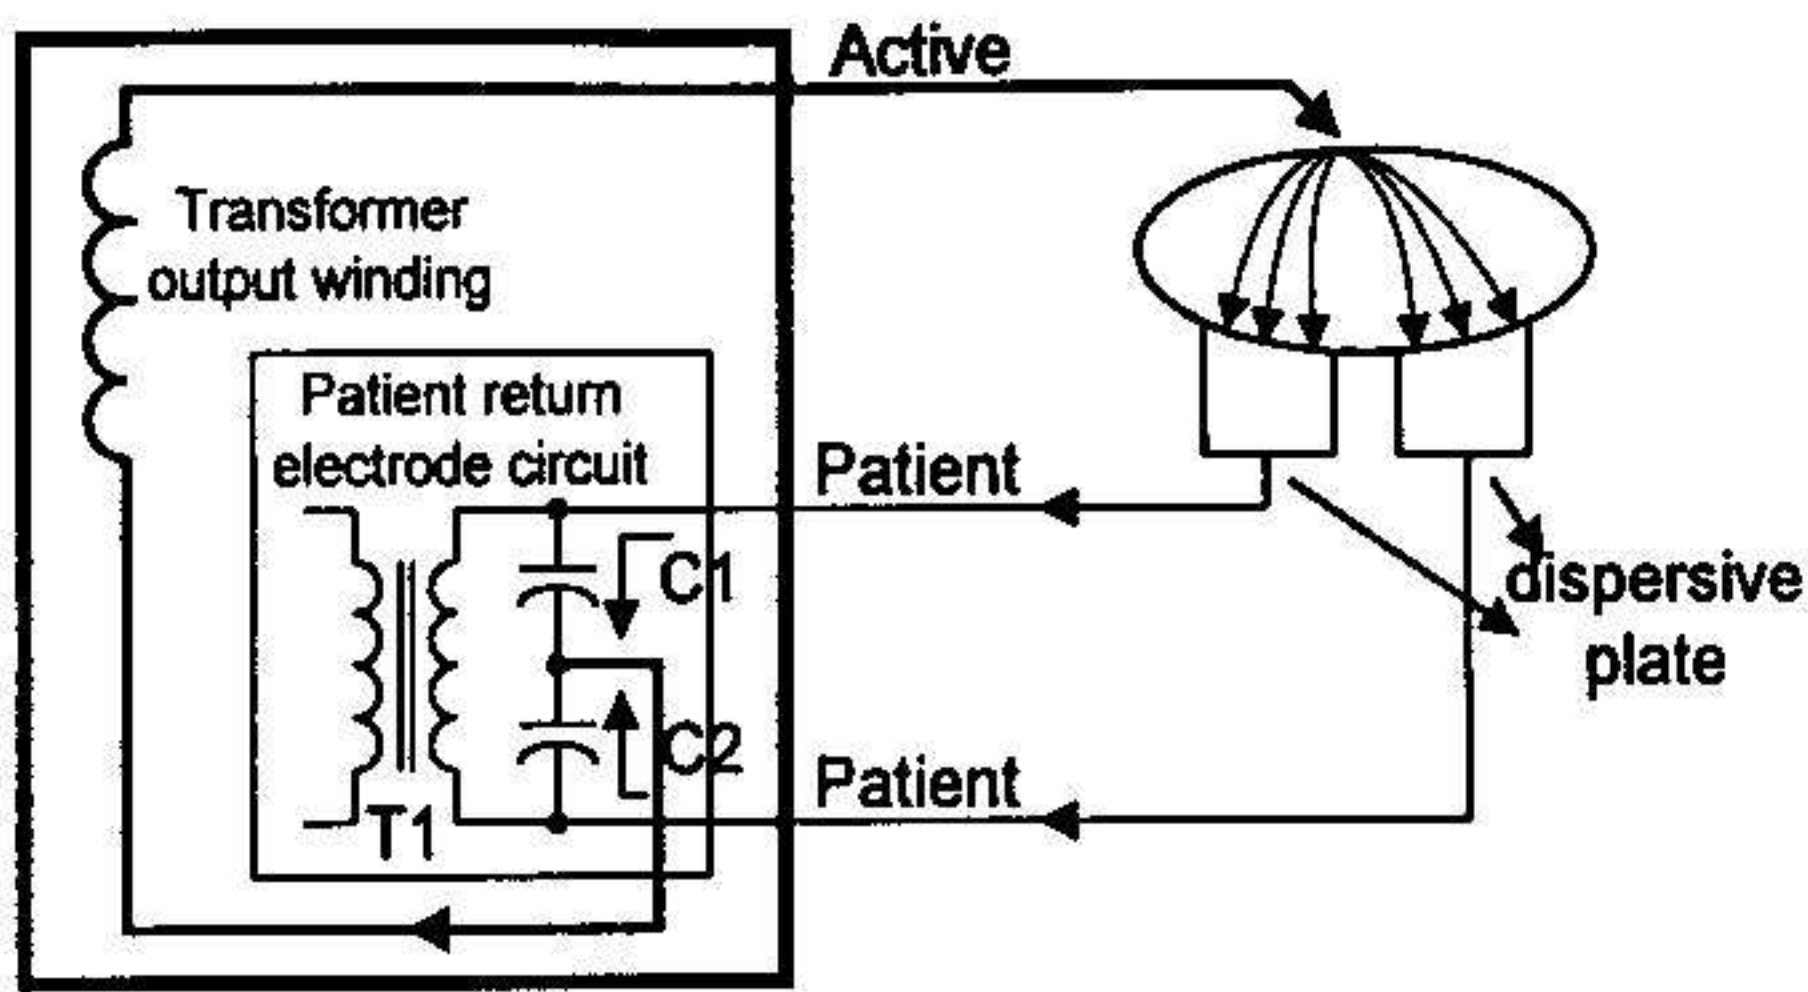 Active
Transformer
output winding
Patient return
electrode circuit
Patient
C1
dispersive
plate
C2
Patient
T1